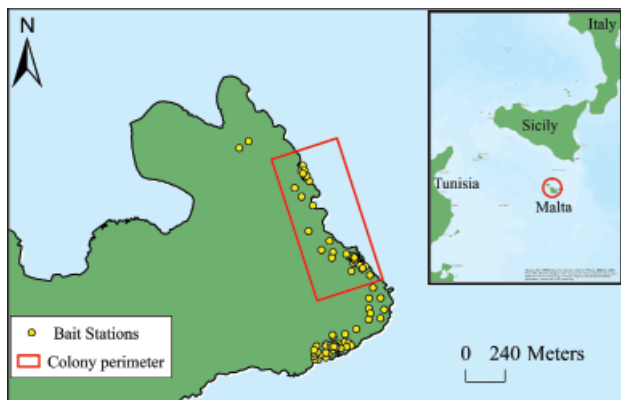 N
Italy
Sicily
Tunisia
Malta
Bait Stations
Colony perimeter
0 240 Meters